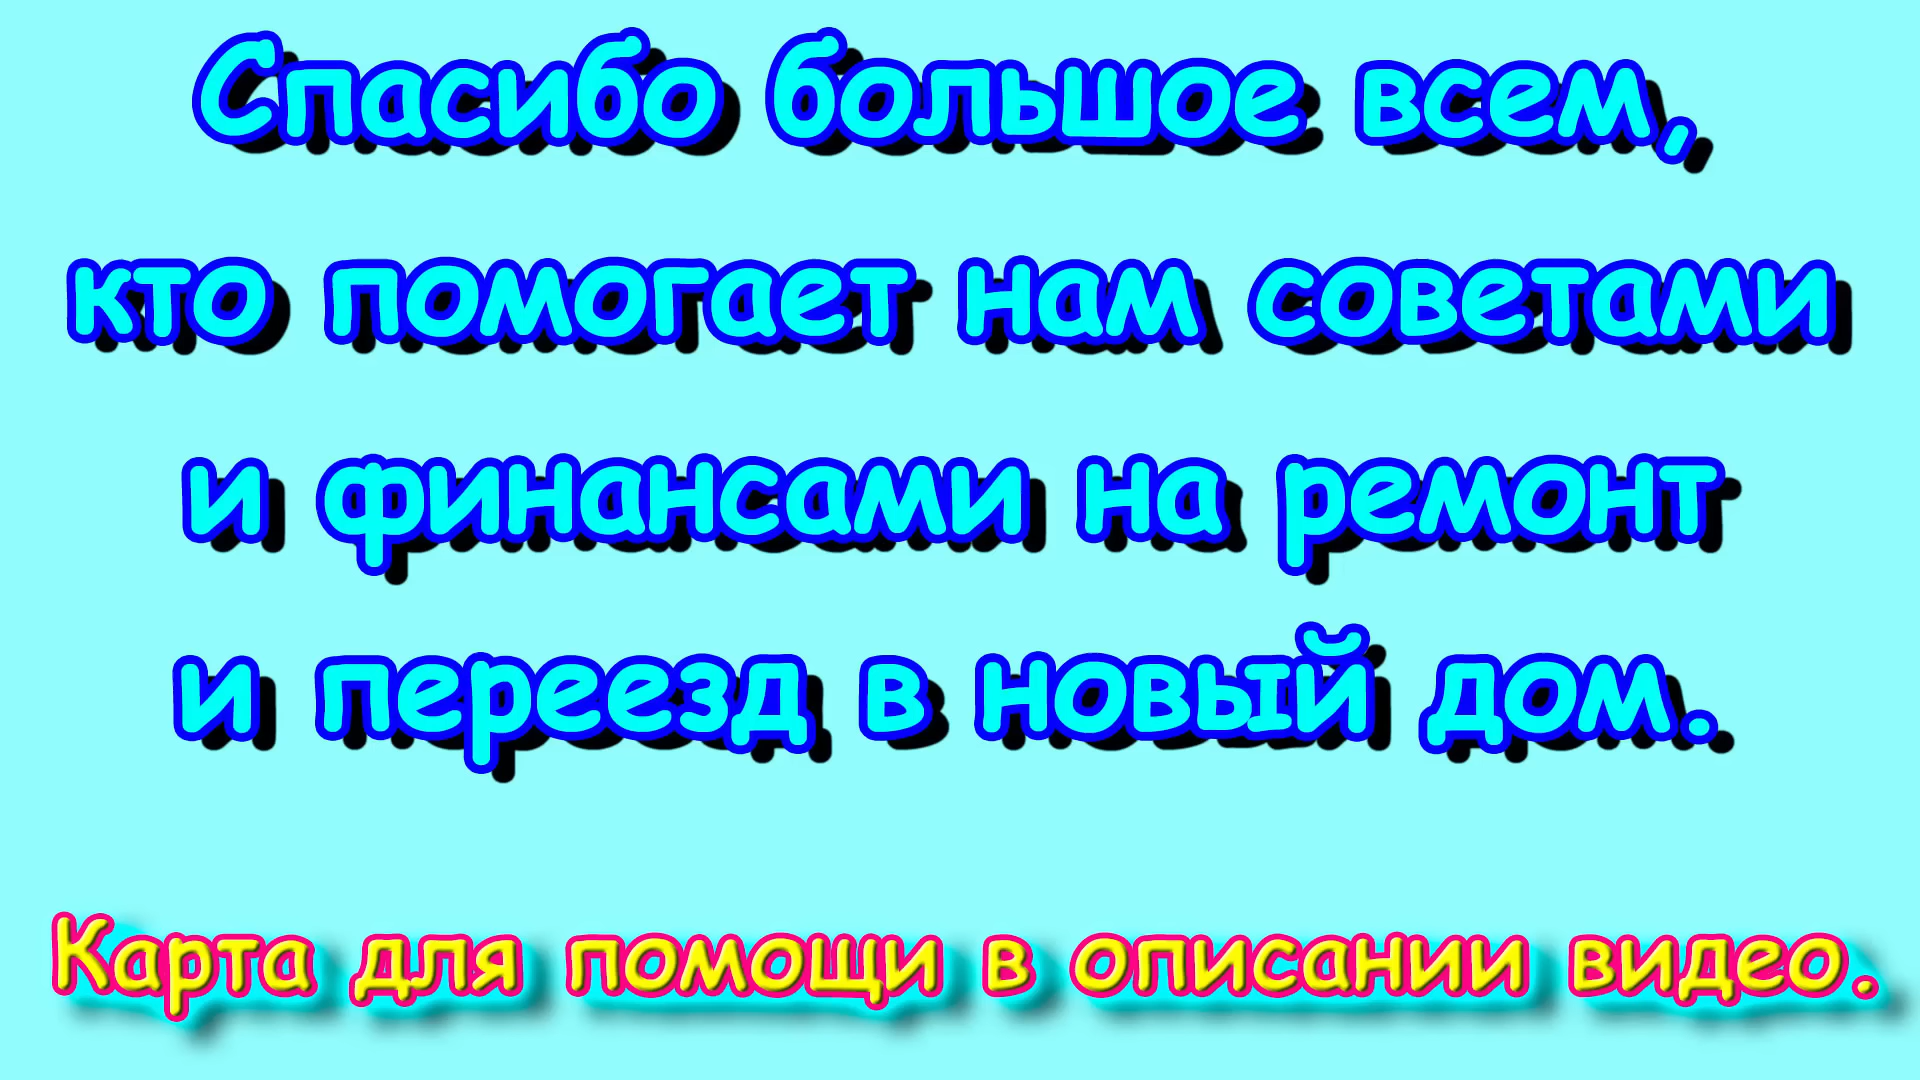 Спасибо большое всем,
кто помогает нам советами
и финансами на ремонт
и переезд в новый дом.
Карта для помощи в описании видео.